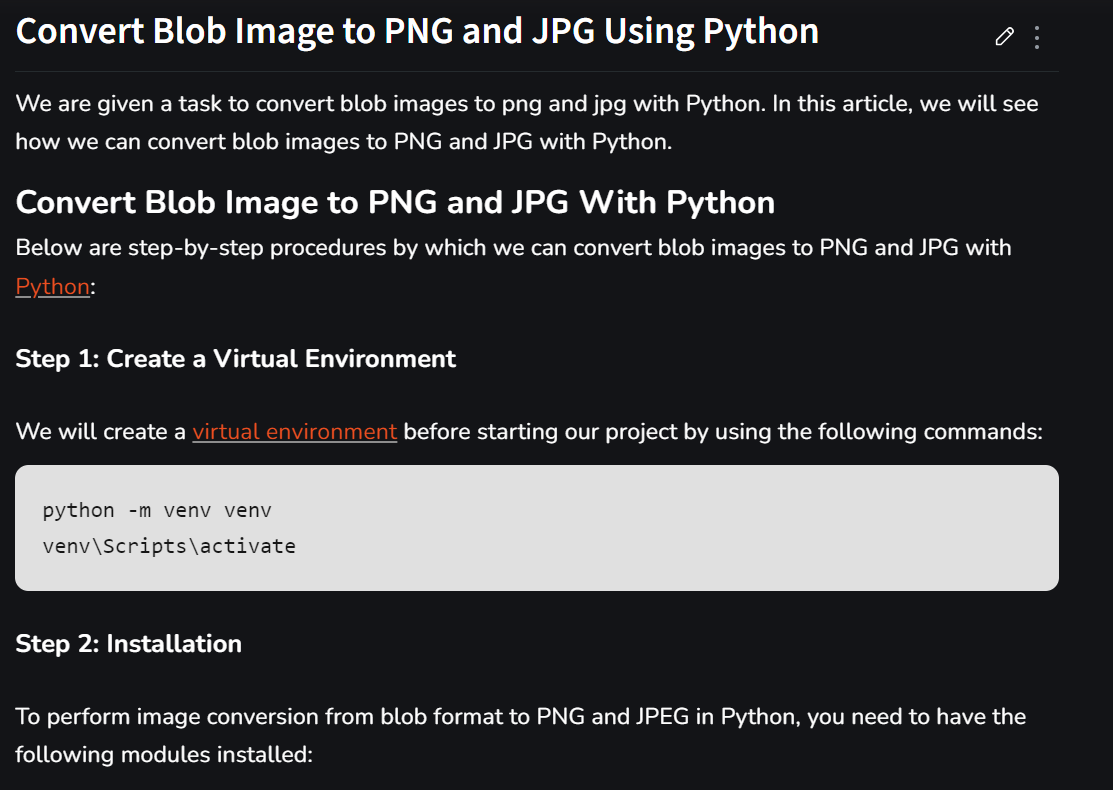 Convert Blob Image to PNG and JPG Using Python
We are given a task to convert blob images to png and jpg with Python. In this article, we will see
how we can convert blob images to PNG and JPG with Python.
Convert Blob Image to PNG and JPG With Python
Below are step-by-step procedures by which we can convert blob images to PNG and JPG with
Python:
Step 1: Create a Virtual Environment
We will create a virtual environment before starting our project by using the following commands:
python -m venv venv
venv\Scripts\activate
Step 2: Installation
To perform image conversion from blob format to PNG and JPEG in Python, you need to have the
following modules installed: